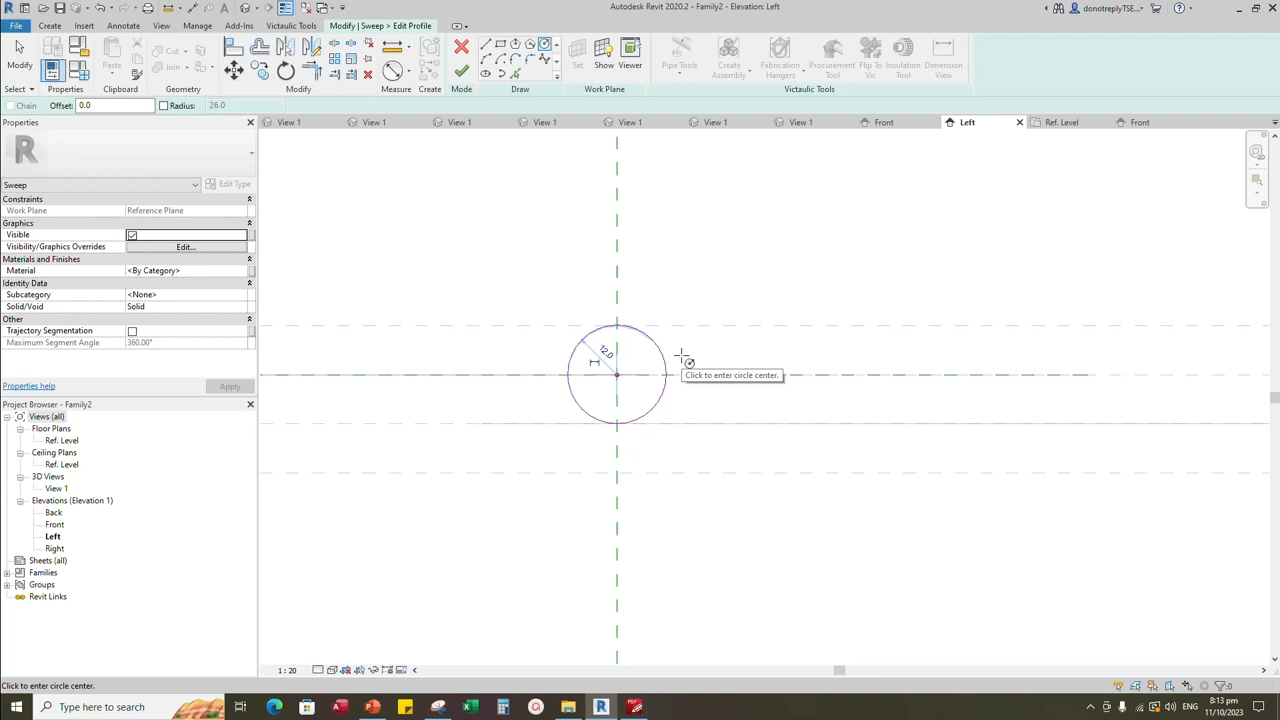 Autodesk Revit 2020.2 - Family2 - Elevation: Left
donotreplyTSE...
File
Create
Insert
Annotate
View
Manage
Add-Ins
Victaulic Tools
Modify | Sweep > Edit Profile
Modify
Paste
Cut
Join
Set
Show
Viewer
Pipe Tools
Create Assembly
Fabrication Hangers
Procurement Tool
Flip To Vic
Insulation Tool
Dimension View
Select
Properties
Clipboard
Geometry
Modify
Measure
Create
Mode
Draw
Work Plane
Victaulic Tools
Chain
Offset: 0.0
Radius: 26.0
Properties
View 1
View 1
View 1
View 1
View 1
View 1
View 1
Front
Left
Ref. Level
Front
Sweep
Edit Type
Constraints
Work Plane Reference Plane
Graphics
Visible
Visibility/Graphics Overrides Edit...
Materials and Finishes
Material <By Category>
Identity Data
Subcategory <None>
Solid/Void Solid
Other
Trajectory Segmentation
Maximum Segment Angle 360.00°
Properties help
Apply
Project Browser - Family2
Views (all)
Floor Plans
Ref. Level
Ceiling Plans
Ref. Level
3D Views
View 1
Elevations (Elevation 1)
Back
Front
Left
Right
Sheets (all)
Families
Groups
Revit Links
12.0
Click to enter circle center.
1 : 20
Click to enter circle center.
:0
Type here to search
8:13 pm
11/10/2023